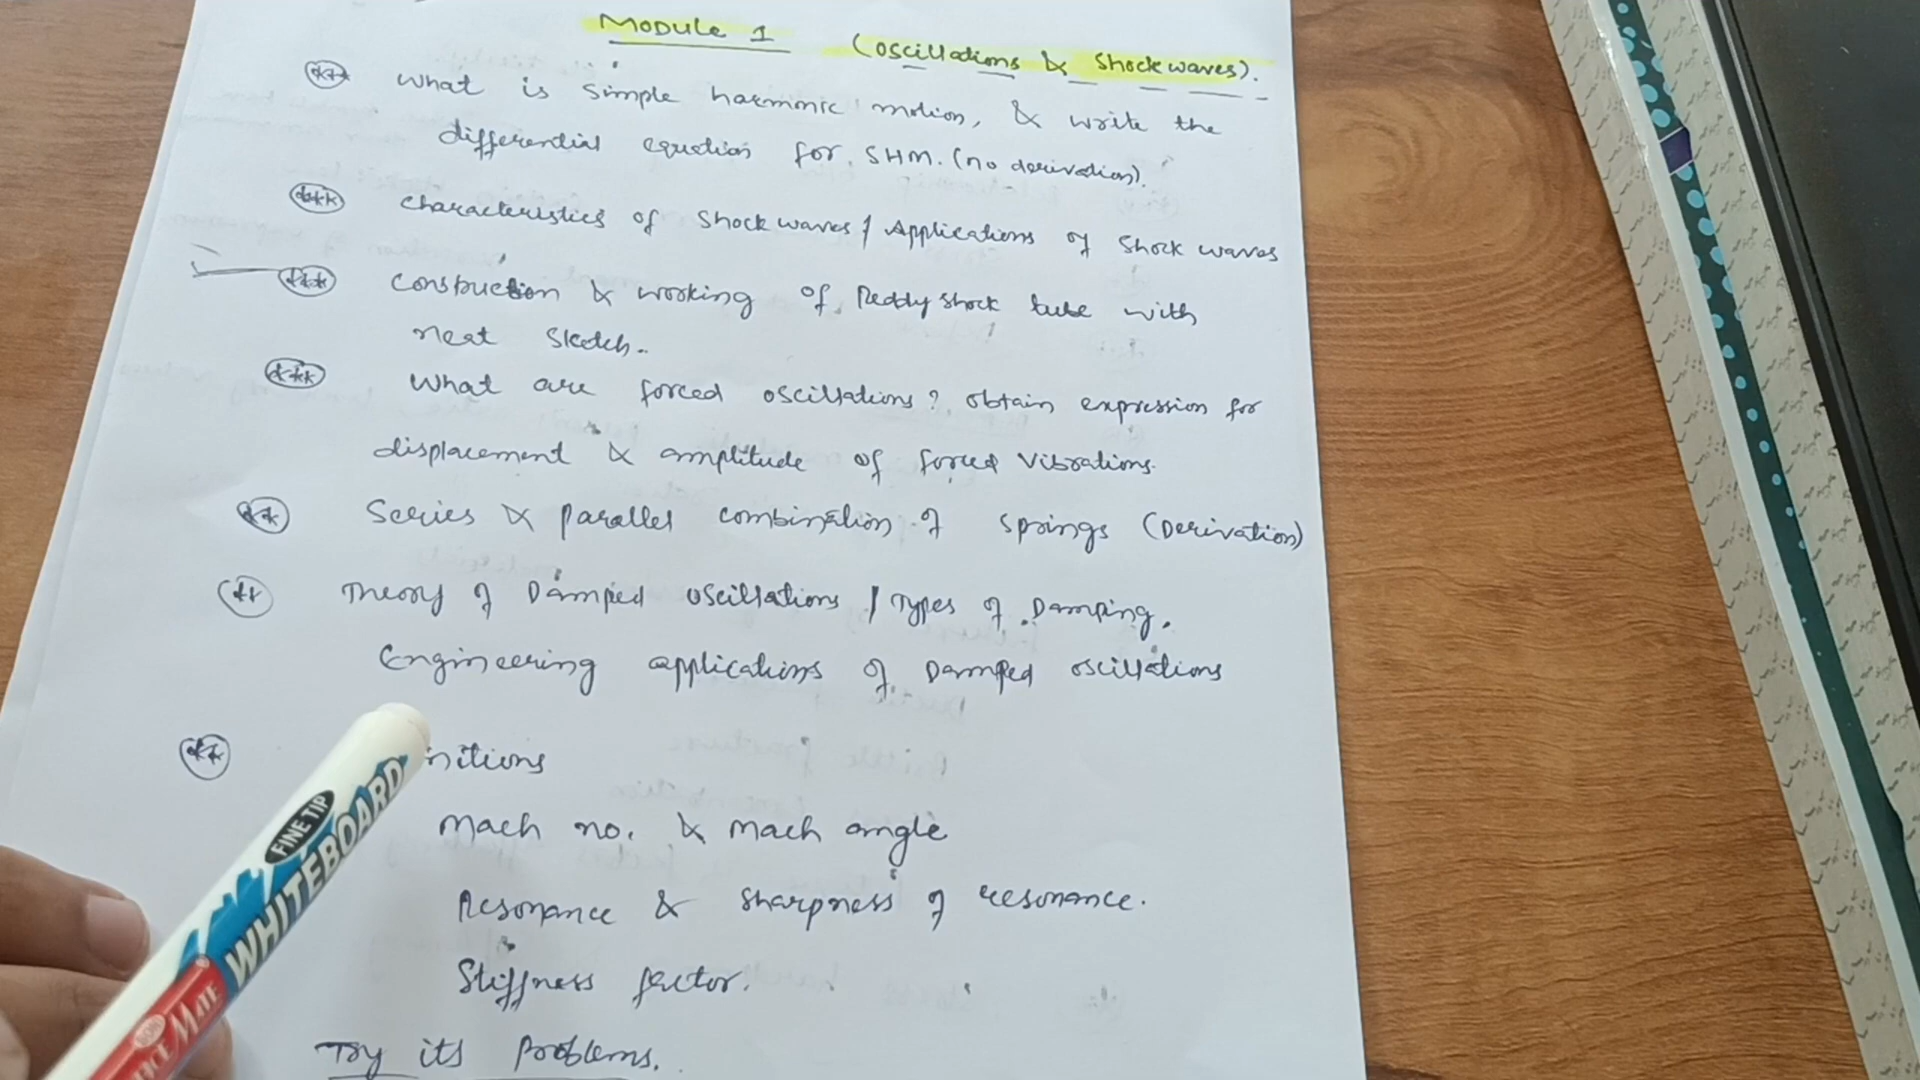 Module 1 (Oscillations & Shock waves).
*** What is simple harmonic motion, & write the
differential equation for SHM. (no derivation).
*** Characteristics of Shock waves / Applications of Shock waves
*** Construction & working of Reddy shock tube with
neat sketch.
*** What are forced oscillations? obtain expression for
displacement & amplitude of forced vibrations.
** Series & parallel combination of springs (Derivation)
** Theory of Damped oscillations / Types of Damping.
Engineering applications of Damped oscillations
** nitions
Mach no. & Mach angle
Resonance & sharpness of resonance.
Stiffness factor.
Try its Problems.
FINE TIP
WHITEBOARD
MATE